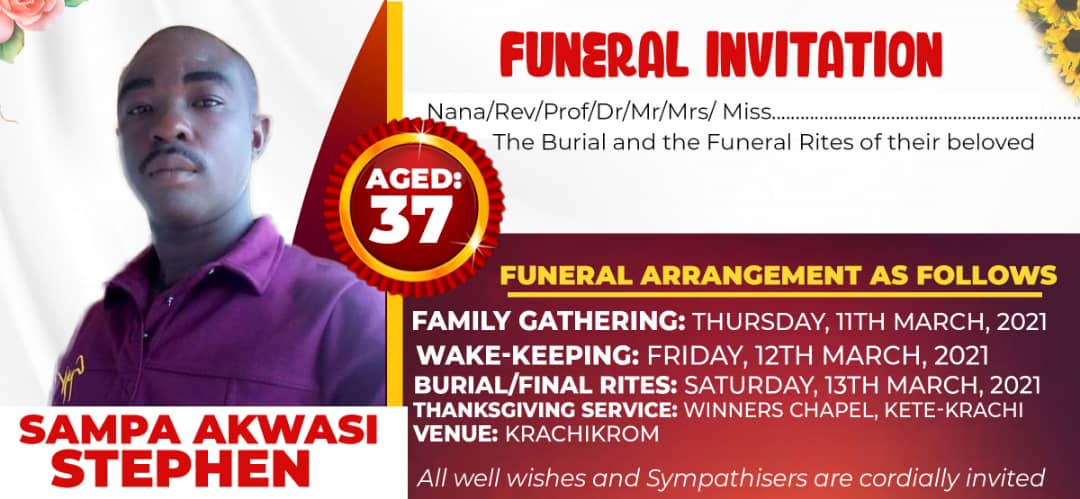 FUNERAL INVITATION
Nana/Rev/Prof/Dr/Mr/Mrs/ Miss..................................................................
The Burial and the Funeral Rites of their beloved
AGED:
37
FUNERAL ARRANGEMENT AS FOLLOWS
FAMILY GATHERING: THURSDAY, 11TH MARCH, 2021
WAKE-KEEPING: FRIDAY, 12TH MARCH, 2021
BURIAL/FINAL RITES: SATURDAY, 13TH MARCH, 2021
THANKSGIVING SERVICE: WINNERS CHAPEL, KETE-KRACHI
VENUE: KRACHIKROM
All well wishes and Sympathisers are cordially invited
SAMPA AKWASI
STEPHEN